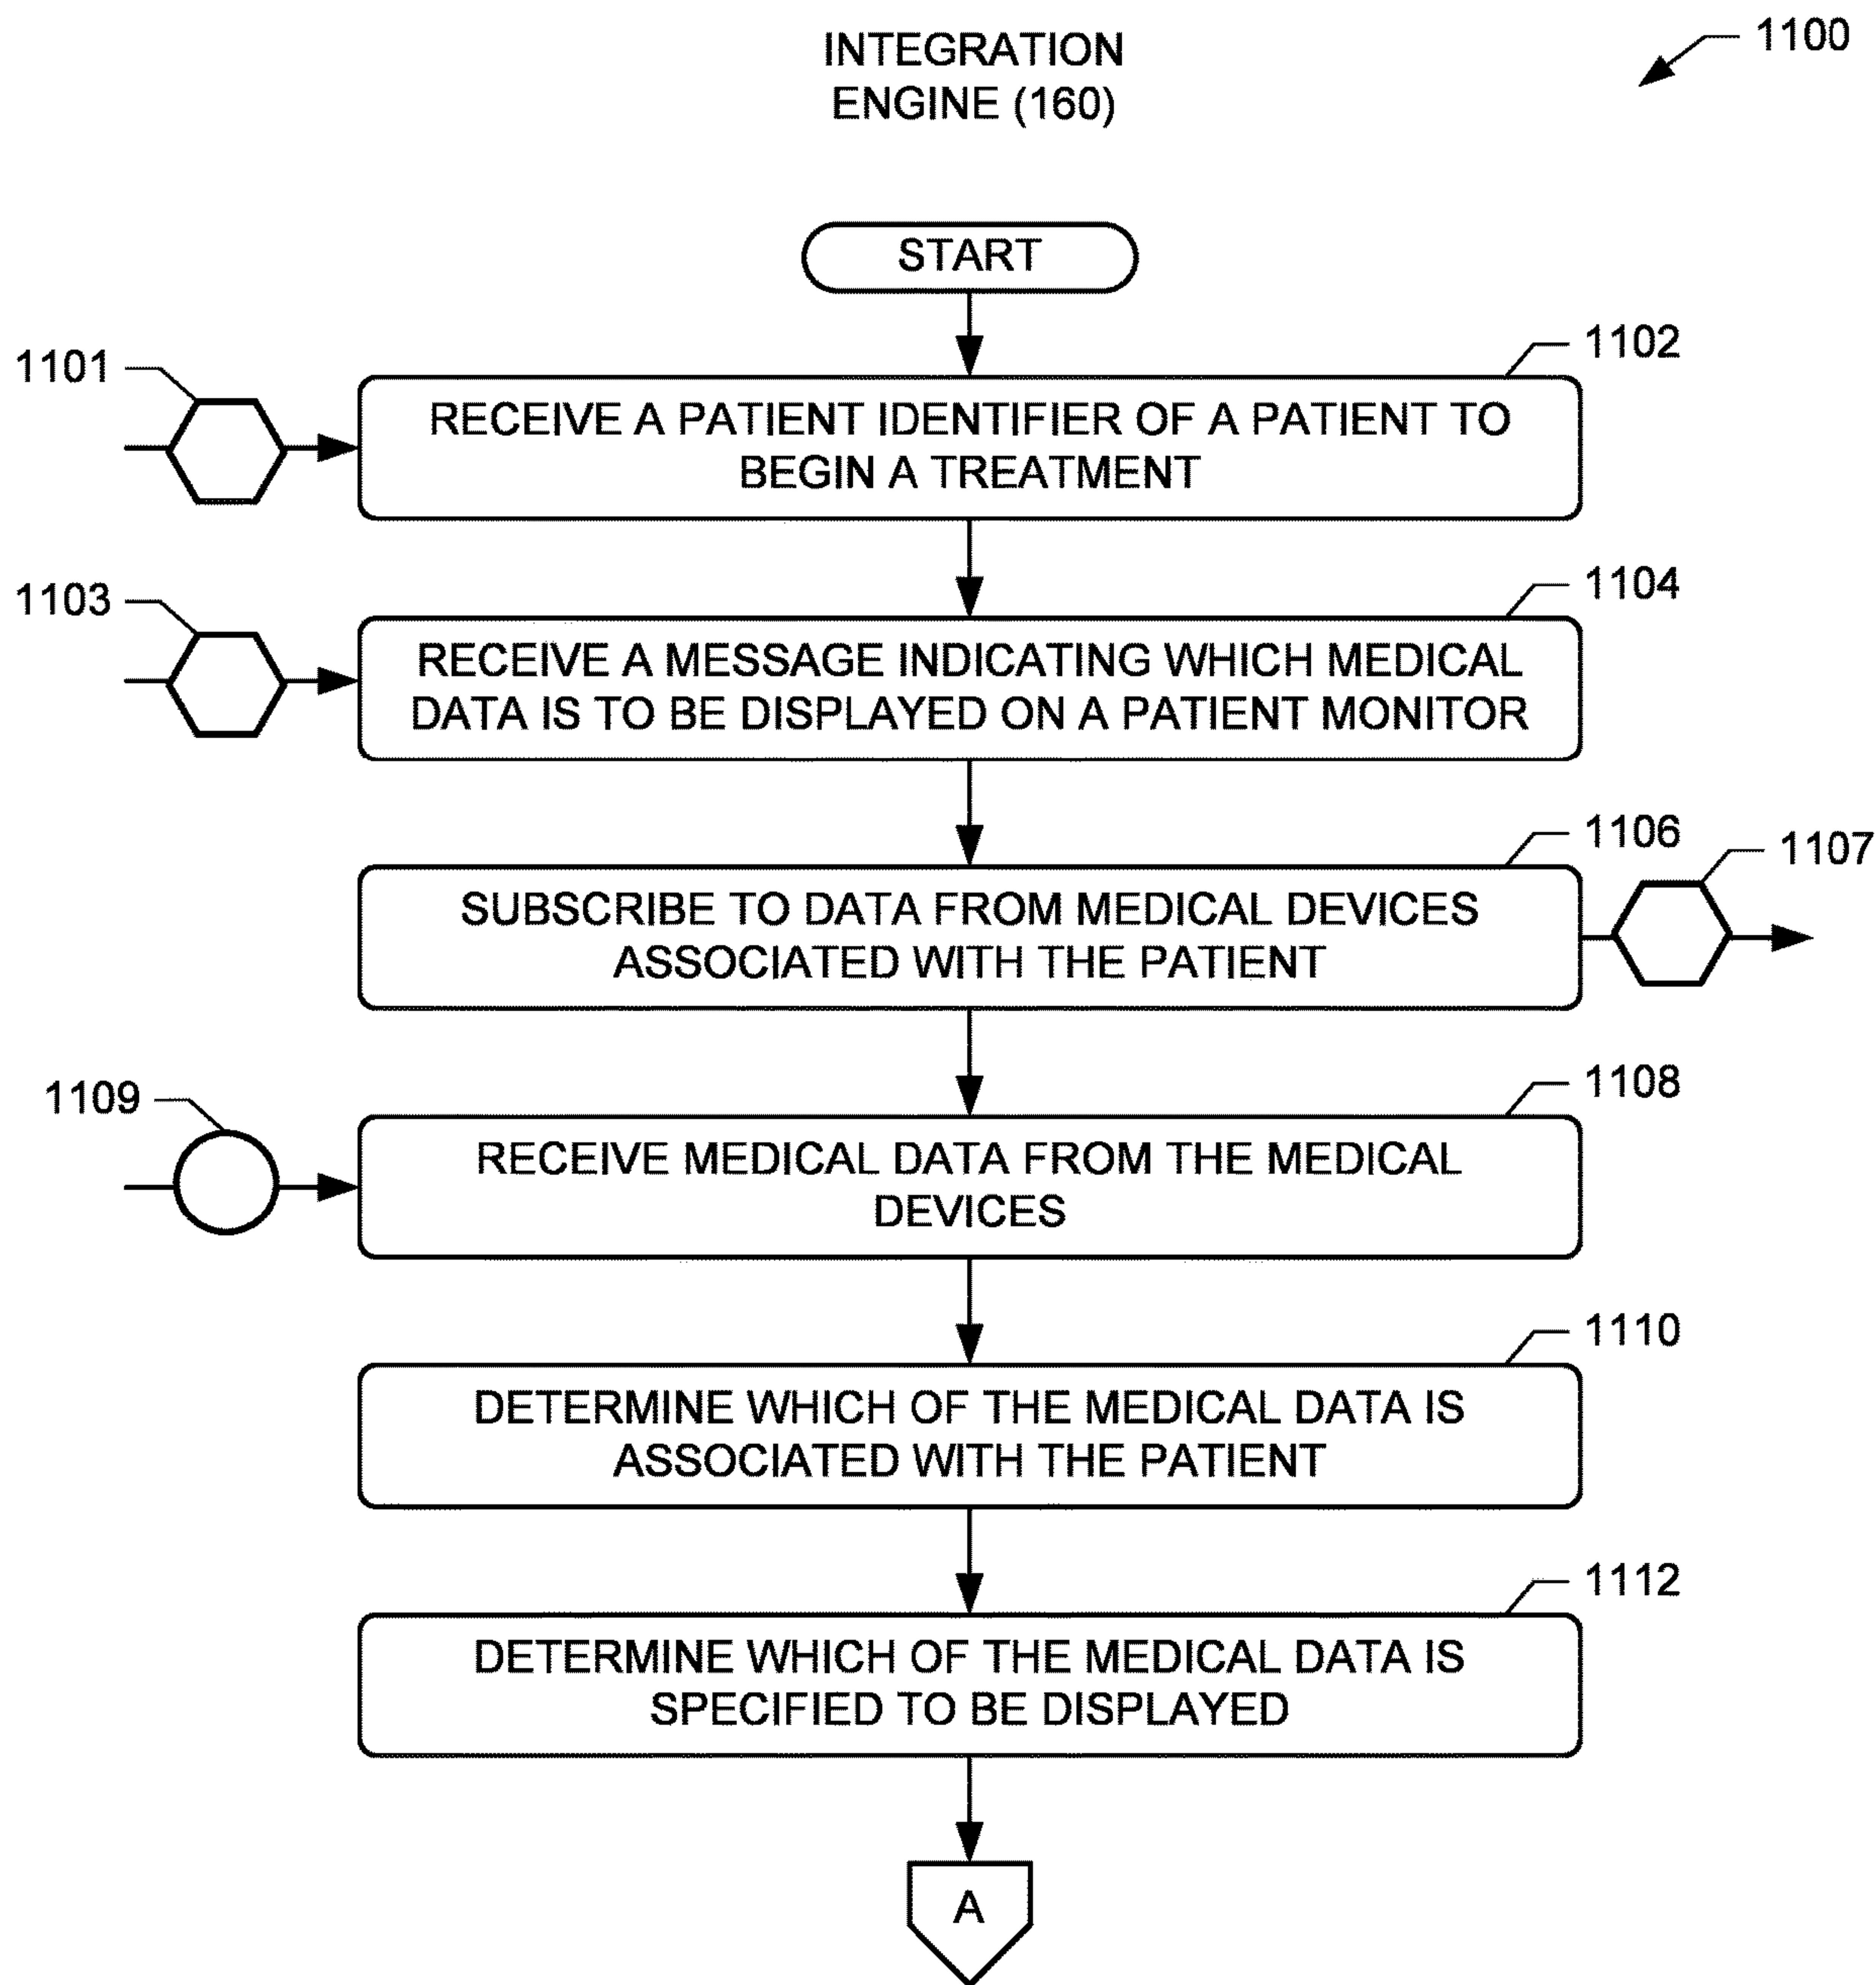 INTEGRATION
ENGINE (160)
1100
START
1101
1102
RECEIVE A PATIENT IDENTIFIER OF A PATIENT TO
BEGIN A TREATMENT
1103
1104
RECEIVE A MESSAGE INDICATING WHICH MEDICAL
DATA IS TO BE DISPLAYED ON A PATIENT MONITOR
1106
1107
SUBSCRIBE TO DATA FROM MEDICAL DEVICES
ASSOCIATED WITH THE PATIENT
1109
1108
RECEIVE MEDICAL DATA FROM THE MEDICAL
DEVICES
1110
DETERMINE WHICH OF THE MEDICAL DATA IS
ASSOCIATED WITH THE PATIENT
1112
DETERMINE WHICH OF THE MEDICAL DATA IS
SPECIFIED TO BE DISPLAYED
A